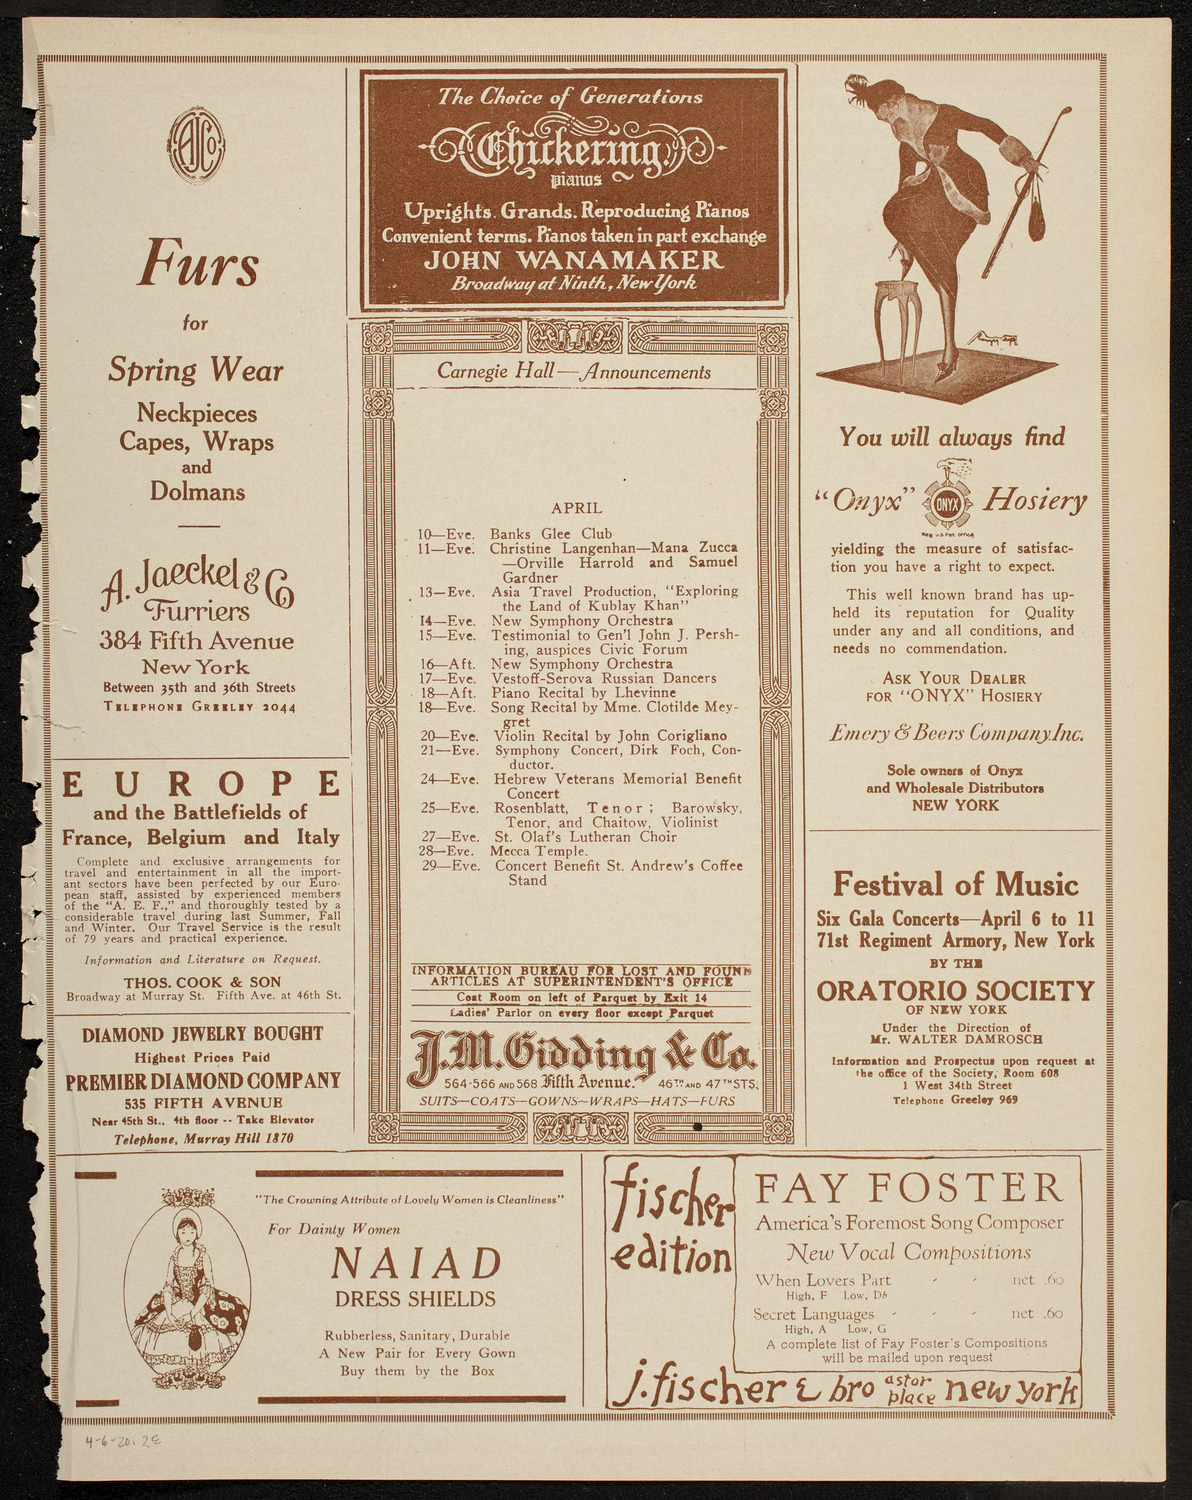 AJCo
Furs
for
Spring Wear
Neckpieces
Capes, Wraps
and
Dolmans
A. Jaeckel & Co
Furriers
384 Fifth Avenue
New York
Between 35th and 36th Streets
TELEPHONE GREELEY 2044
EUROPE
and the Battlefields of
France, Belgium and Italy
Complete and exclusive arrangements for
travel and entertainment in all the import-
ant sectors have been perfected by our Euro-
pean staff, assisted by experienced members
of the "A. E. F.," and thoroughly tested by a
considerable travel during last Summer, Fall
and Winter. Our Travel Service is the result
of 79 years and practical experience.
Information and Literature on Request.
THOS. COOK & SON
Broadway at Murray St. Fifth Ave. at 46th St.
DIAMOND JEWELRY BOUGHT
Highest Prices Paid
PREMIER DIAMOND COMPANY
535 FIFTH AVENUE
Near 45th St., 4th floor -- Take Elevator
Telephone, Murray Hill 1870
The Choice of Generations
Chickering
pianos
Uprights. Grands. Reproducing Pianos
Convenient terms. Pianos taken in part exchange
JOHN WANAMAKER
Broadway at Ninth, New York
Carnegie Hall—Announcements
APRIL
10—Eve. Banks Glee Club
11—Eve. Christine Langenhan—Mana Zucca
—Orville Harrold and Samuel
Gardner
13—Eve. Asia Travel Production, "Exploring
the Land of Kublay Khan"
14—Eve. New Symphony Orchestra
15—Eve. Testimonial to Gen'l John J. Persh-
ing, auspices Civic Forum
16—Aft. New Symphony Orchestra
17—Eve. Vestoff-Serova Russian Dancers
18—Aft. Piano Recital by Lhevinne
18—Eve. Song Recital by Mme. Clotilde Mey-
gret
20—Eve. Violin Recital by John Corigliano
21—Eve. Symphony Concert, Dirk Foch, Con-
ductor.
24—Eve. Hebrew Veterans Memorial Benefit
Concert
25—Eve. Rosenblatt, Tenor; Barowsky,
Tenor, and Chaitow, Violinist
27—Eve. St. Olaf's Lutheran Choir
28—Eve. Mecca Temple.
29—Eve. Concert Benefit St. Andrew's Coffee
Stand
INFORMATION BUREAU FOR LOST AND FOUND
ARTICLES AT SUPERINTENDENT'S OFFICE
Coat Room on left of Parquet by Exit 14
Ladies' Parlor on every floor except Parquet
J.M. Gidding & Co.
564-566 AND 568 Fifth Avenue. 46TH AND 47TH STS.
SUITS—COATS—GOWNS—WRAPS—HATS—FURS
You will always find
"Onyx" ONYX Hosiery
Reg U.S. Pat. Office
yielding the measure of satisfac-
tion you have a right to expect.
This well known brand has up-
held its reputation for Quality
under any and all conditions, and
needs no commendation.
ASK YOUR DEALER
FOR "ONYX" HOSIERY
Emery & Beers Company Inc.
Sole owners of Onyx
and Wholesale Distributors
NEW YORK
Festival of Music
Six Gala Concerts—April 6 to 11
71st Regiment Armory, New York
BY THE
ORATORIO SOCIETY
OF NEW YORK
Under the Direction of
Mr. WALTER DAMROSCH
Information and Prospectus upon request at
the office of the Society, Room 608
1 West 34th Street
Telephone Greeley 969
"The Crowning Attribute of Lovely Women is Cleanliness"
For Dainty Women
NAIAD
DRESS SHIELDS
Rubberless, Sanitary, Durable
A New Pair for Every Gown
Buy them by the Box
fischer
edition
FAY FOSTER
America's Foremost Song Composer
New Vocal Compositions
When Lovers Part - - net .60
High, F Low, Db
Secret Languages - - - net .60
High, A Low, G
A complete list of Fay Foster's Compositions
will be mailed upon request
j. fischer & bro astor place new york
4-6-20, 2E